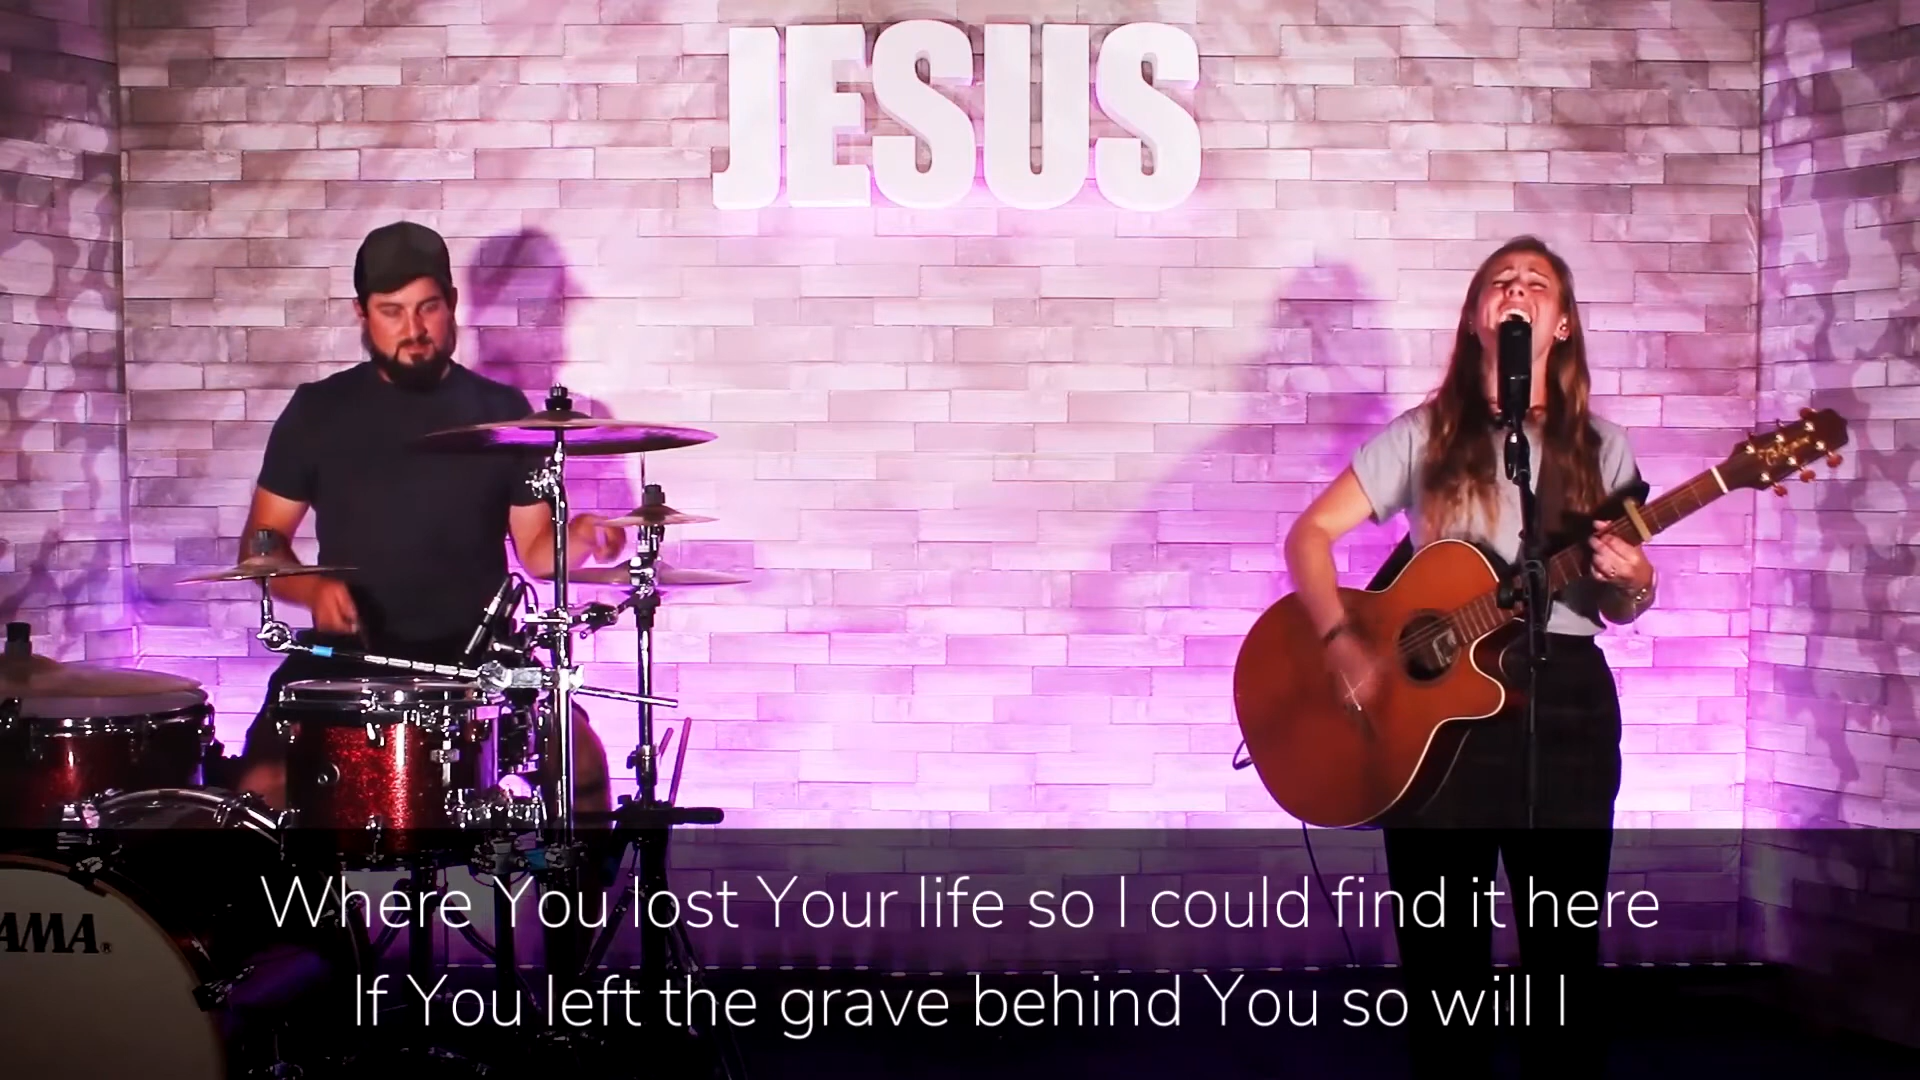 JESUS
Where You lost Your life so I could find it here
If You left the grave behind You so will I
AMA®